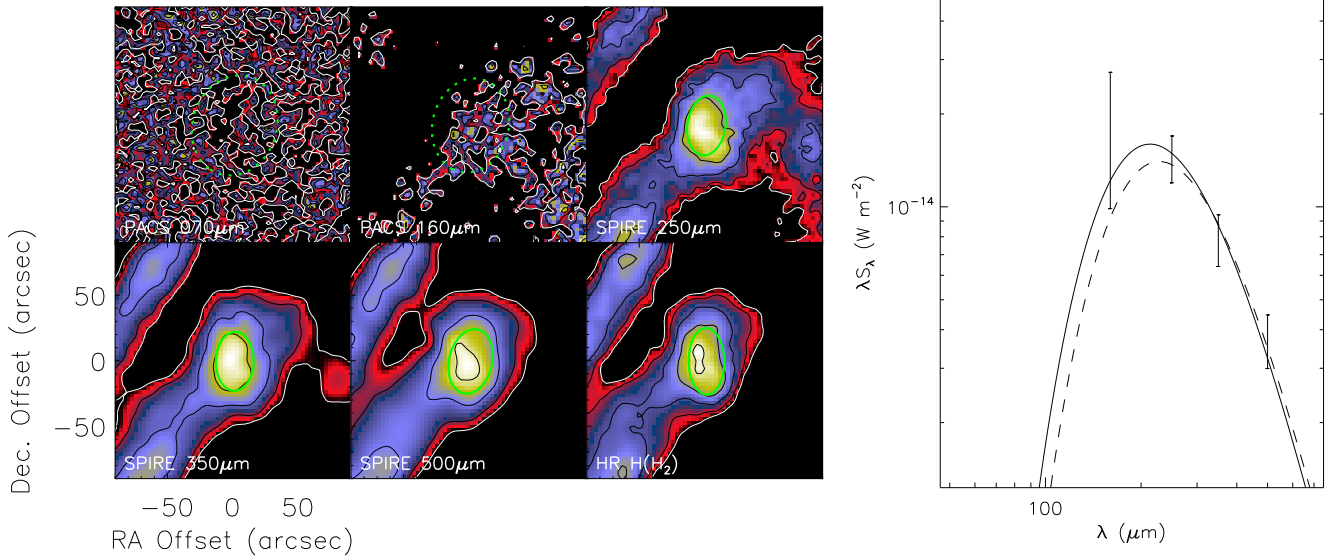 PACS 070μm
PACS 160μm
SPIRE 250μm
SPIRE 350μm
SPIRE 500μm
HR H(H₂)
Dec. Offset (arcsec)
50
0
−50
−50 0 50
RA Offset (arcsec)
λS_λ (W m⁻²)
10⁻¹⁴
100
λ (μm)